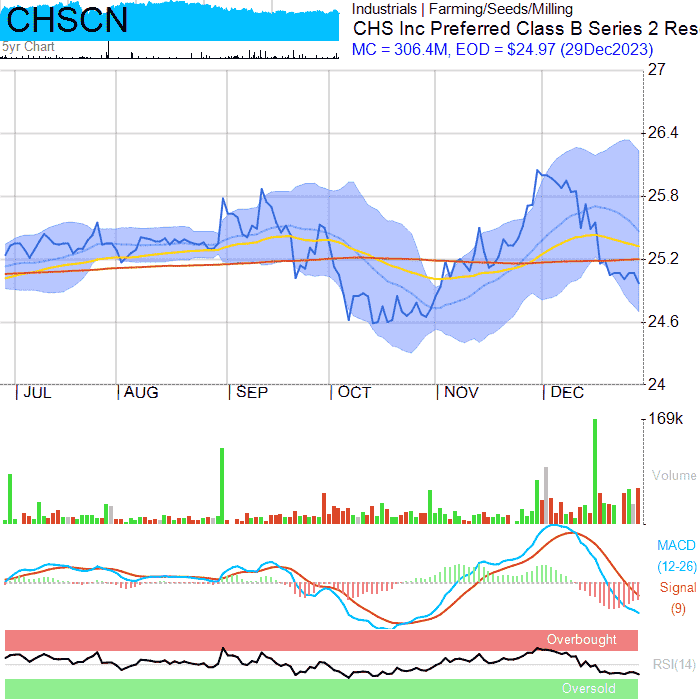 CHSCN
5yr Chart
Industrials | Farming/Seeds/Milling
CHS Inc Preferred Class B Series 2 Res
MC = 306.4M, EOD = $24.97 (29Dec2023)
27
26.4
25.8
25.2
24.6
24
JUL AUG SEP OCT NOV DEC
169k
Volume
MACD
(12-26)
Signal
(9)
Overbought
RSI(14)
Oversold